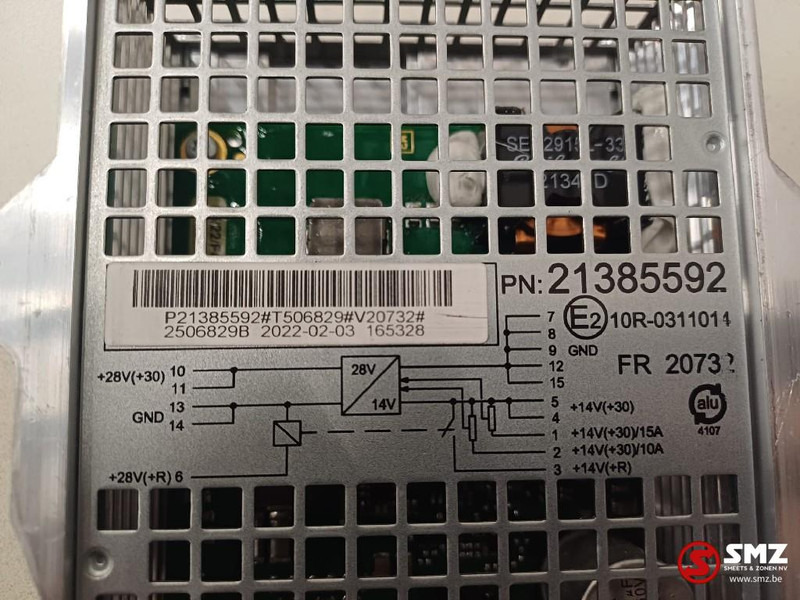 PN: 21385592
P21385592#T506829#V20732#
2506829B 2022-02-03 165328
E2 10R-0311014
FR 20732
alu
4107
+28V(+30)
10
11
GND
13
14
+28V(+R) 6
28V
14V
7
8
9 GND
12
15
5
4
+14V(+30)
1 +14V(+30)/15A
2 +14V(+30)/10A
3 +14V(+R)
SMZ
SHEETS & ZONEN NV
www.smz.be